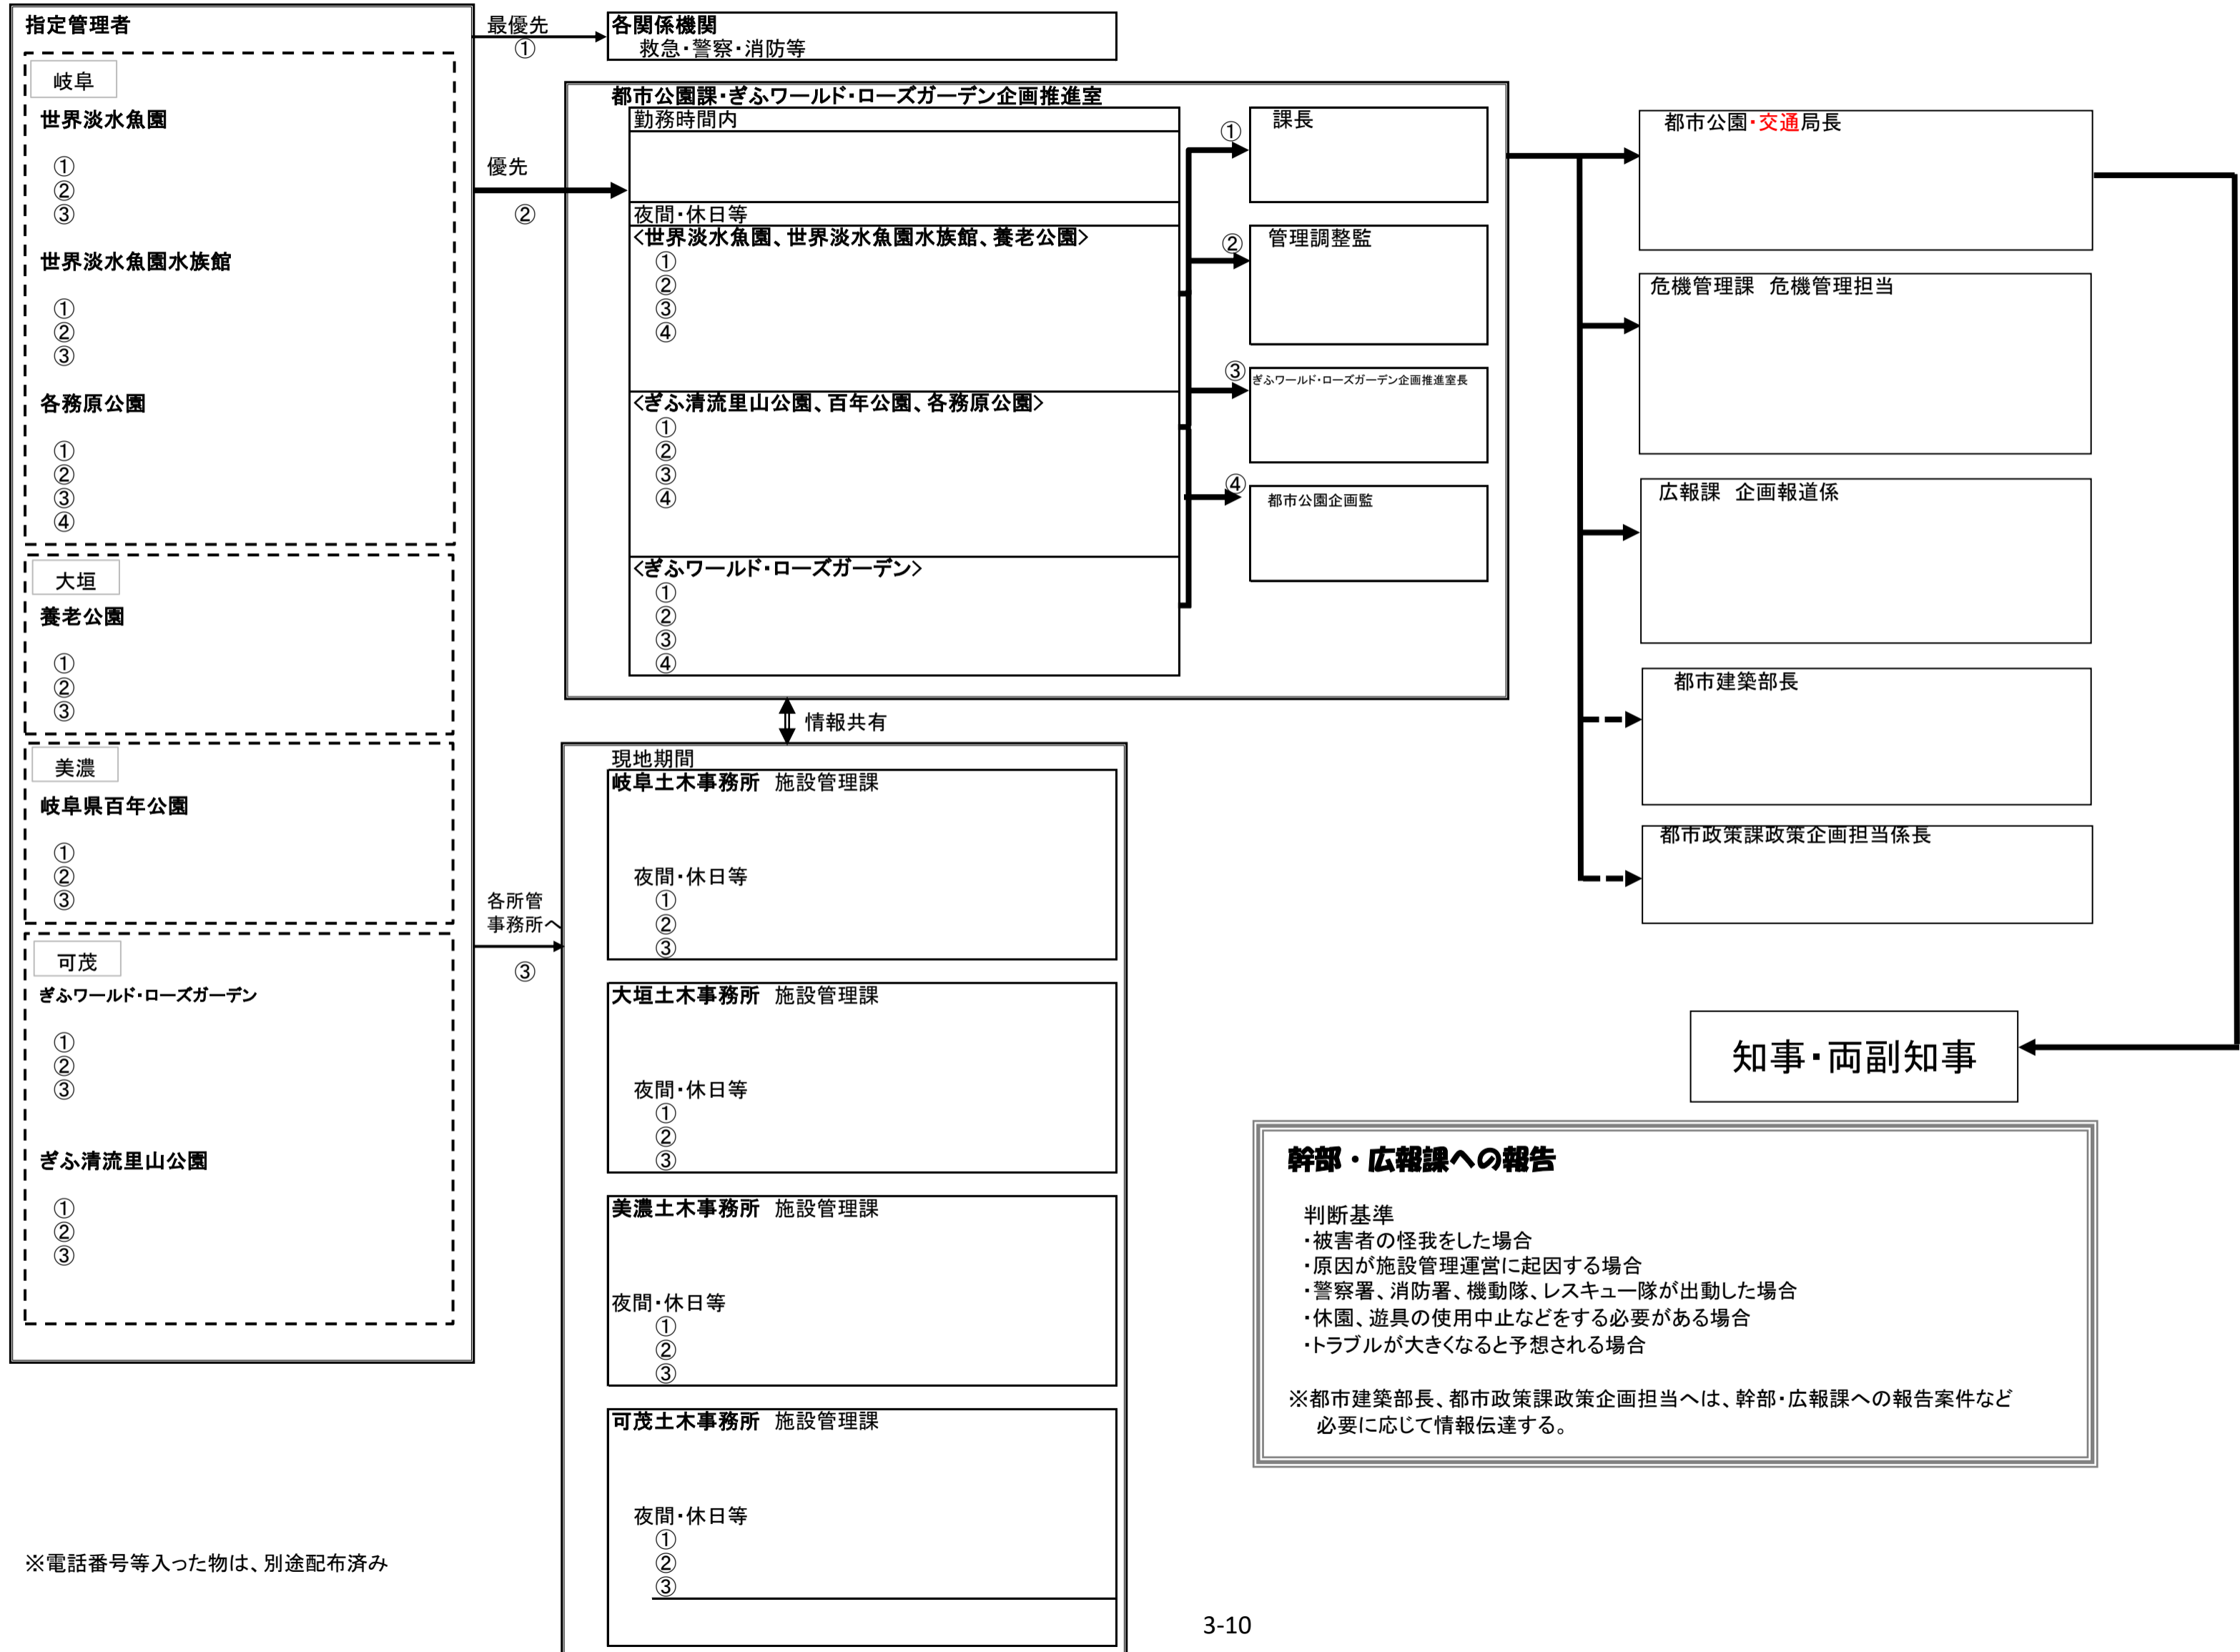 指定管理者
岐阜
世界淡水魚園
①
②
③
世界淡水魚園水族館
①
②
③
各務原公園
①
②
③
④
大垣
養老公園
①
②
③
美濃
岐阜県百年公園
①
②
③
可茂
ぎふワールド・ローズガーデン
①
②
③
ぎふ清流里山公園
①
②
③
※電話番号等入った物は、別途配布済み
最優先
①
優先
②
各所管
事務所へ
③
各関係機関
救急・警察・消防等
都市公園課・ぎふワールド・ローズガーデン企画推進室
勤務時間内
夜間・休日等
<世界淡水魚園、世界淡水魚園水族館、養老公園>
①
②
③
④
<ぎふ清流里山公園、百年公園、各務原公園>
①
②
③
④
<ぎふワールド・ローズガーデン>
①
②
③
④
① 課長
② 管理調整監
③ ぎふワールド・ローズガーデン企画推進室長
④ 都市公園企画監
情報共有
現地期間
岐阜土木事務所 施設管理課
夜間・休日等
①
②
③
大垣土木事務所 施設管理課
夜間・休日等
①
②
③
美濃土木事務所 施設管理課
夜間・休日等
①
②
③
可茂土木事務所 施設管理課
夜間・休日等
①
②
③
都市公園・交通局長
危機管理課 危機管理担当
広報課 企画報道係
都市建築部長
都市政策課政策企画担当係長
知事・両副知事
幹部・広報課への報告
判断基準
・被害者の怪我をした場合
・原因が施設管理運営に起因する場合
・警察署、消防署、機動隊、レスキュー隊が出動した場合
・休園、遊具の使用中止などをする必要がある場合
・トラブルが大きくなると予想される場合
※都市建築部長、都市政策課政策企画担当へは、幹部・広報課への報告案件など
必要に応じて情報伝達する。
3-10